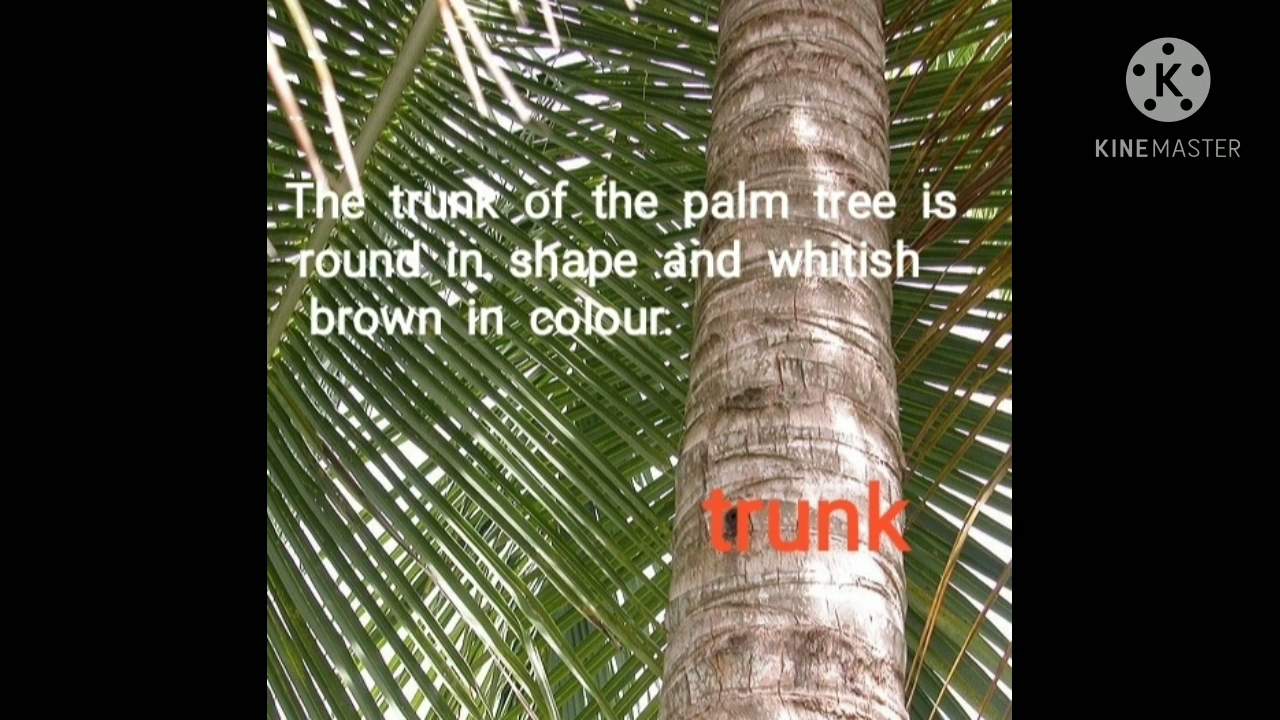 K
KINEMASTER
The trunk of the palm tree is
round in shape and whitish
brown in colour.
trunk